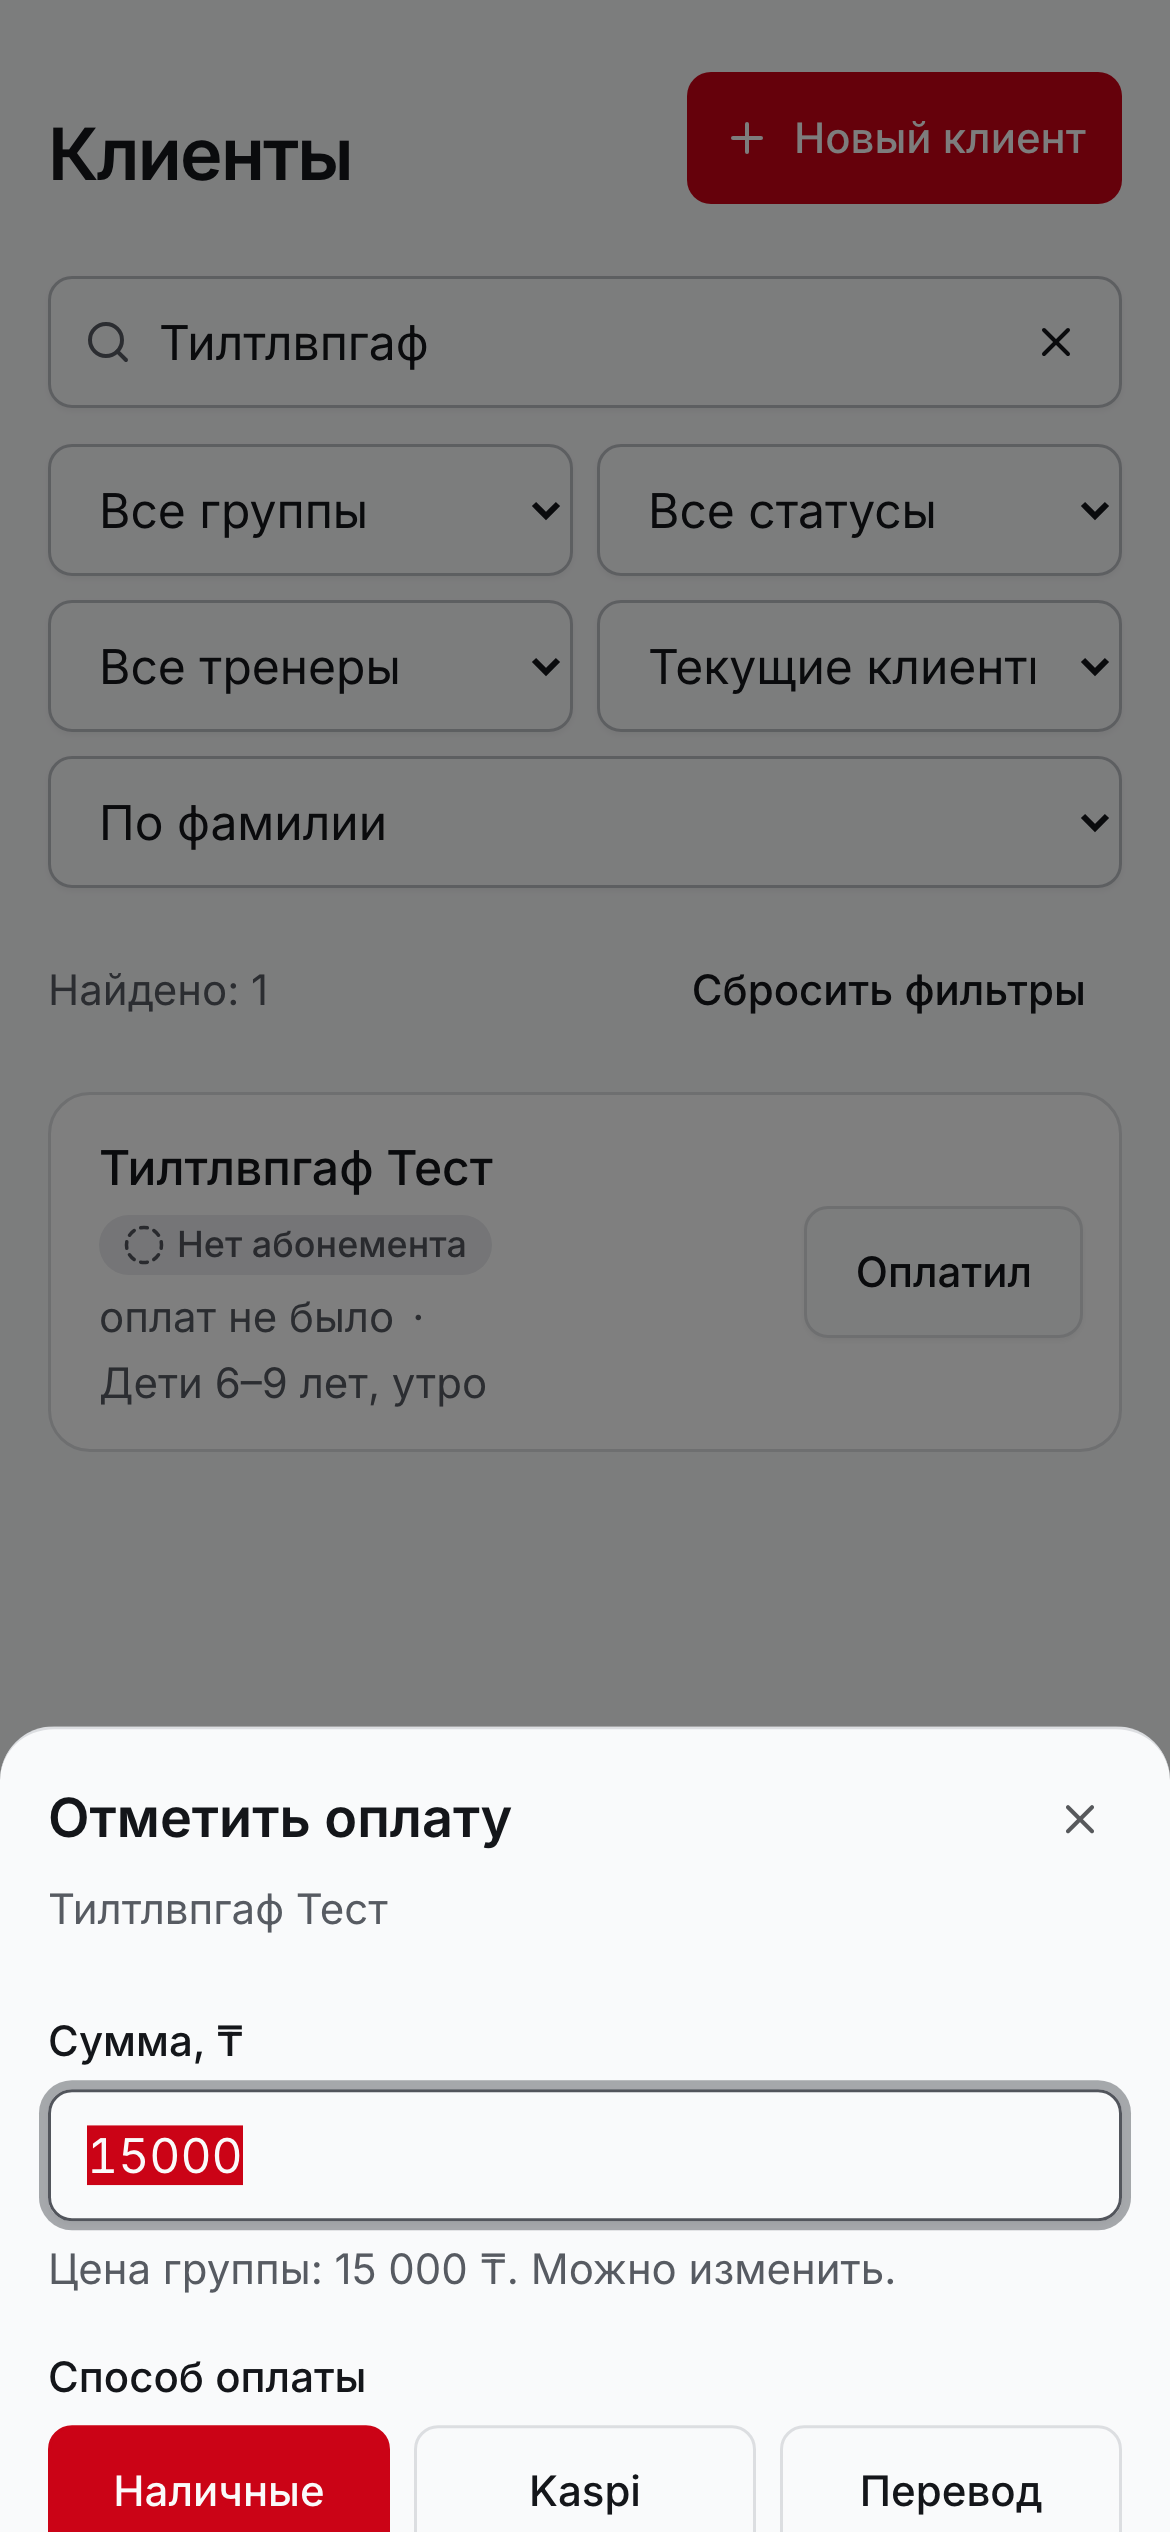 Клиенты
Новый клиент
Тилтлвпгаф
Все группы
Все статусы
Все тренеры
Текущие клиенты
По фамилии
Найдено: 1
Сбросить фильтры
Тилтлвпгаф Тест
Нет абонемента
оплат не было ·
Дети 6–9 лет, утро
Оплатил
Отметить оплату
Тилтлвпгаф Тест
Сумма, ₸
15000
Цена группы: 15 000 ₸. Можно изменить.
Способ оплаты
Наличные
Kaspi
Перевод